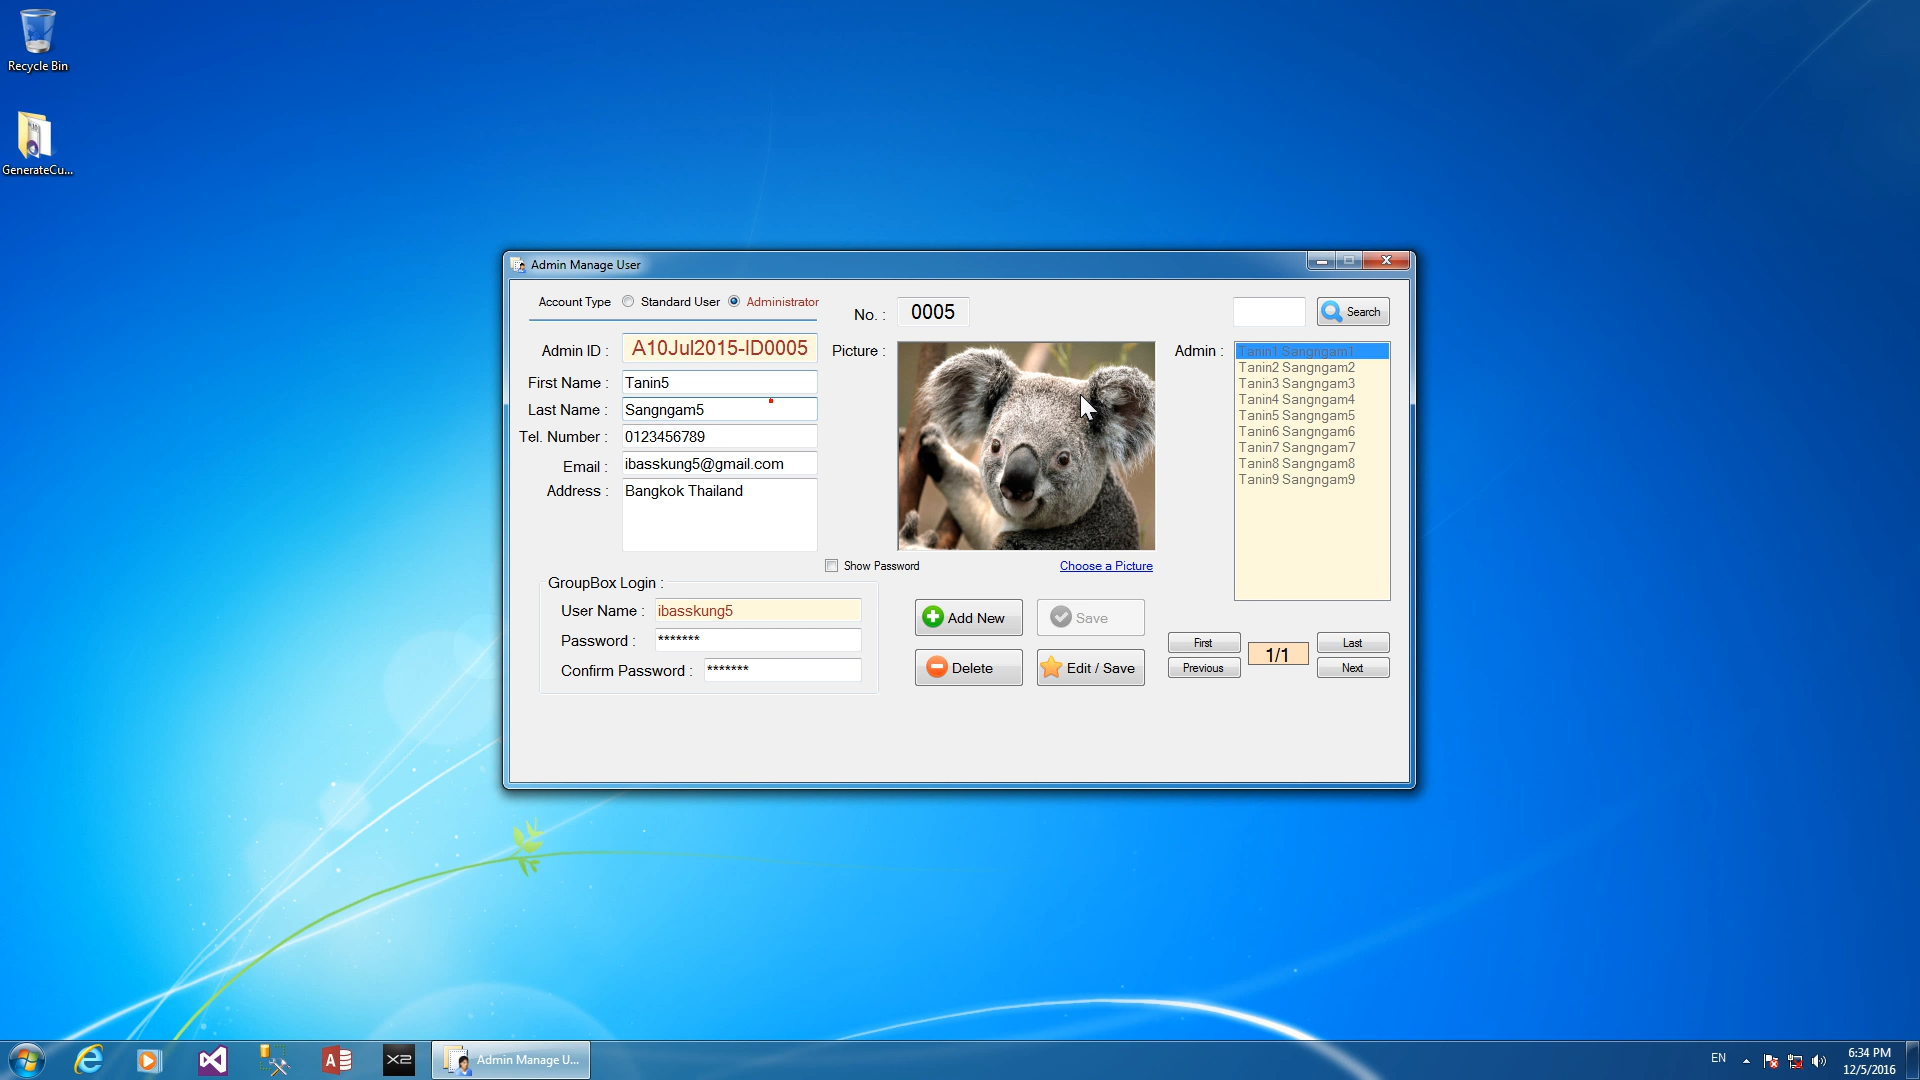 Recycle Bin
GenerateCu...
Admin Manage User
Account Type Standard User Administrator
No. : 0005
Search
Admin ID : A10Jul2015-ID0005
First Name : Tanin5
Last Name : Sangngam5
Tel. Number : 0123456789
Email : ibasskung5@gmail.com
Address : Bangkok Thailand
Picture :
Show Password
Choose a Picture
Admin :
Tanin1 Sangngam1
Tanin2 Sangngam2
Tanin3 Sangngam3
Tanin4 Sangngam4
Tanin5 Sangngam5
Tanin6 Sangngam6
Tanin7 Sangngam7
Tanin8 Sangngam8
Tanin9 Sangngam9
GroupBox Login :
User Name : ibasskung5
Password : *******
Confirm Password : *******
Add New
Save
Delete
Edit / Save
First
Previous
1/1
Last
Next
X2
Admin Manage U...
EN
6:34 PM
12/5/2016